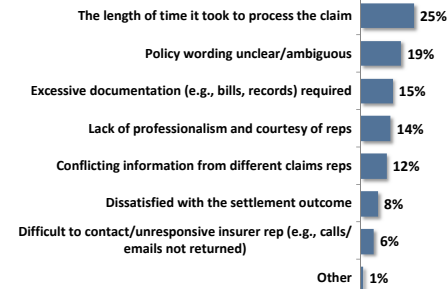 The length of time it took to process the claim 25%
Policy wording unclear/ambiguous 19%
Excessive documentation (e.g., bills, records) required 15%
Lack of professionalism and courtesy of reps 14%
Conflicting information from different claims reps 12%
Dissatisfied with the settlement outcome 8%
Difficult to contact/unresponsive insurer rep (e.g., calls/
emails not returned) 6%
Other 1%